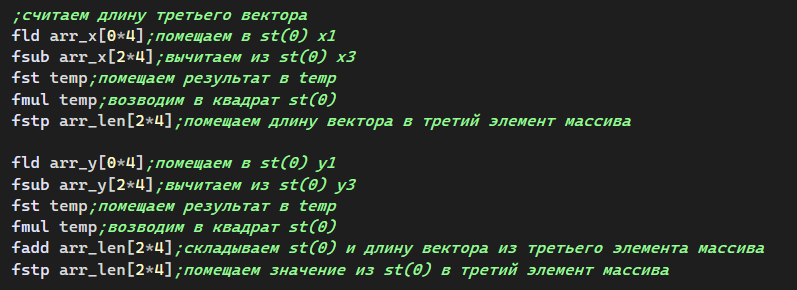 ;считаем длину третьего вектора
fld arr_x[0*4];помещаем в st(0) x1
fsub arr_x[2*4];вычитаем из st(0) x3
fst temp;помещаем результат в temp
fmul temp;возводим в квадрат st(0)
fstp arr_len[2*4];помещаем длину вектора в третий элемент массива
fld arr_y[0*4];помещаем в st(0) y1
fsub arr_y[2*4];вычитаем из st(0) y3
fst temp;помещаем результат в temp
fmul temp;возводим в квадрат st(0)
fadd arr_len[2*4];складываем st(0) и длину вектора из третьего элемента массива
fstp arr_len[2*4];помещаем значение из st(0) в третий элемент массива